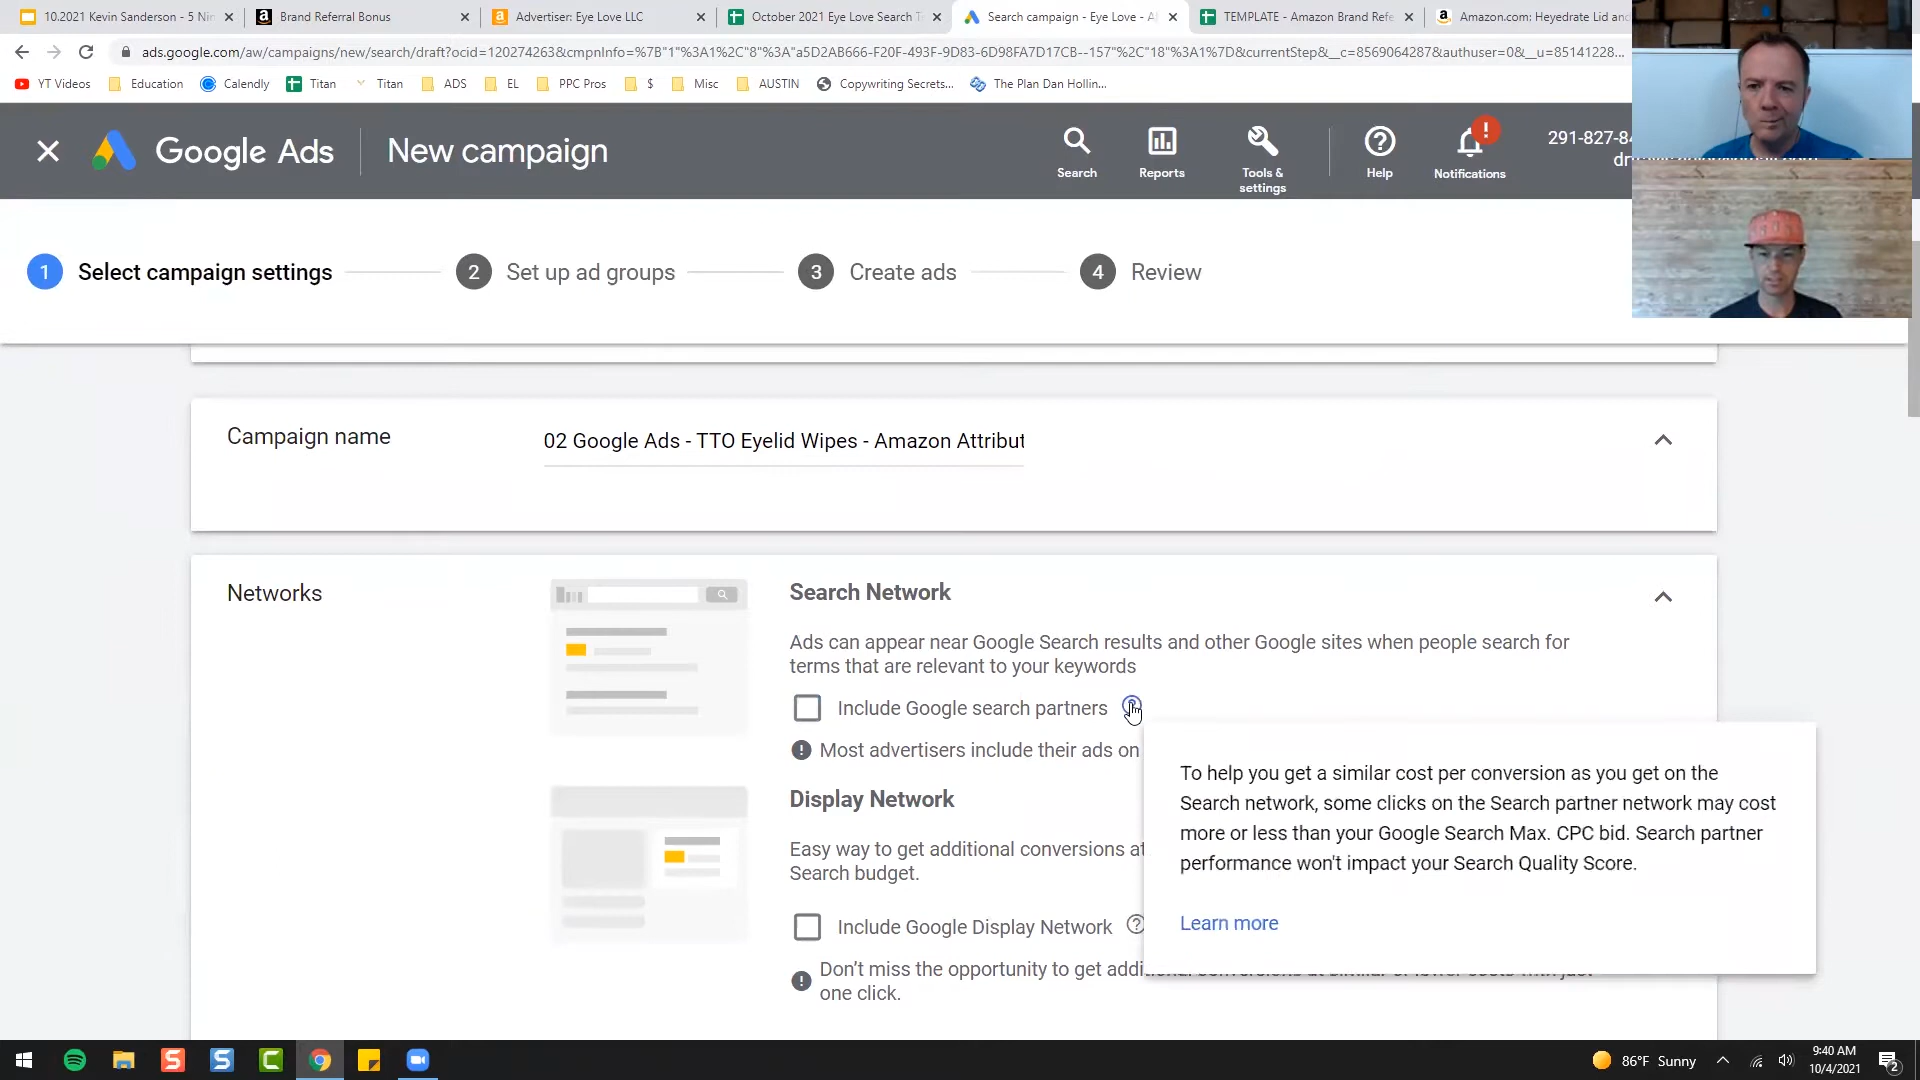 10.2021 Kevin Sanderson - 5 Nin
Brand Referral Bonus
Advertiser: Eye Love LLC
October 2021 Eye Love Search T
Search campaign - Eye Love - A
TEMPLATE - Amazon Brand Refe
Amazon.com: Heyedrate Lid an
ads.google.com/aw/campaigns/new/search/draft?ocid=120274263&cmpnInfo=%7B"1"%3A1%2C"8"%3A"a5D2AB666-F20F-493F-9D83-6D98FA7D17CB--157"%2C"18"%3A1%7D&currentStep&__c=8569064287&authuser=0&__u=85141228...
YT Videos Education Calendly Titan Titan ADS EL PPC Pros $ Misc AUSTIN Copywriting Secrets... The Plan Dan Hollin...
Google Ads
New campaign
Search
Reports
Tools &
settings
Help
!
Notifications
291-827-84
1 Select campaign settings
2 Set up ad groups
3 Create ads
4 Review
Campaign name
02 Google Ads - TTO Eyelid Wipes - Amazon Attribut
Networks
Search Network
Ads can appear near Google Search results and other Google sites when people search for
terms that are relevant to your keywords
Include Google search partners
Most advertisers include their ads on
To help you get a similar cost per conversion as you get on the
Search network, some clicks on the Search partner network may cost
more or less than your Google Search Max. CPC bid. Search partner
performance won't impact your Search Quality Score.
Learn more
Display Network
Easy way to get additional conversions at
Search budget.
Include Google Display Network
Don't miss the opportunity to get addi
one click.
86°F Sunny
9:40 AM
10/4/2021
2